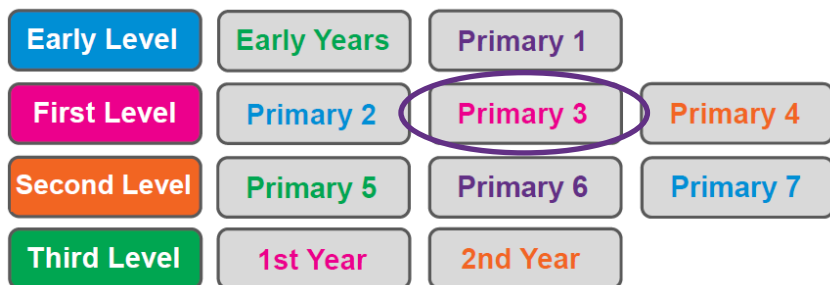 Early Level Early Years Primary 1
First Level Primary 2 Primary 3 Primary 4
Second Level Primary 5 Primary 6 Primary 7
Third Level 1st Year 2nd Year